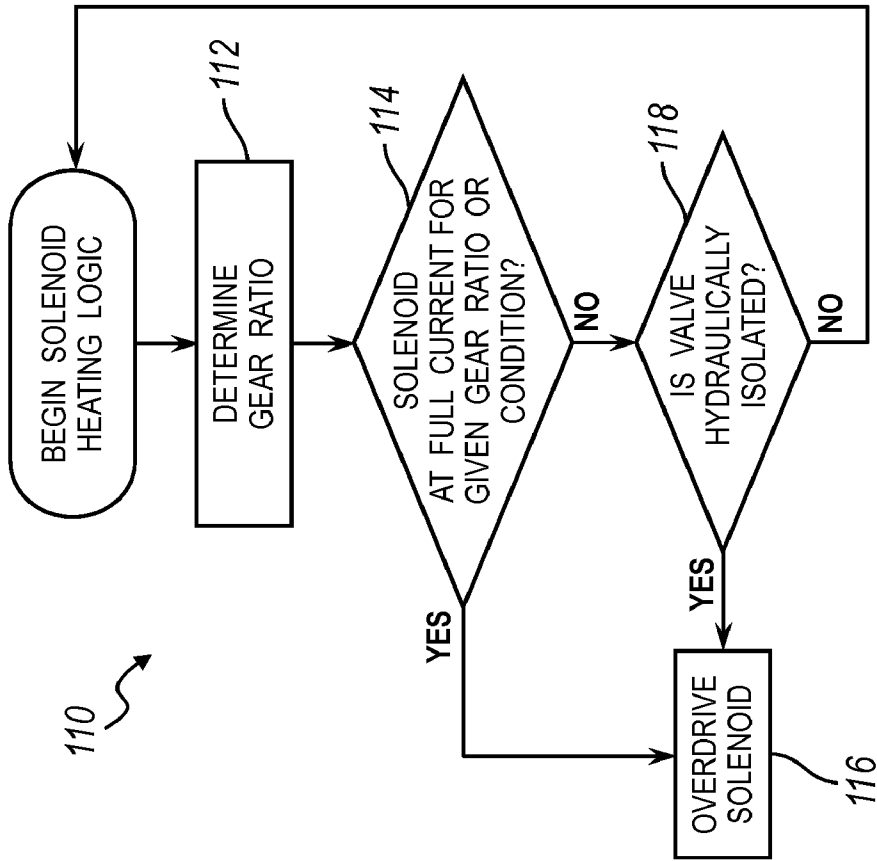 110
BEGIN SOLENOID
HEATING LOGIC
112
DETERMINE
GEAR RATIO
114
SOLENOID
AT FULL CURRENT FOR
GIVEN GEAR RATIO OR
CONDITION?
YES
NO
118
IS VALVE
HYDRAULICALLY
ISOLATED?
YES
NO
OVERDRIVE
SOLENOID
116